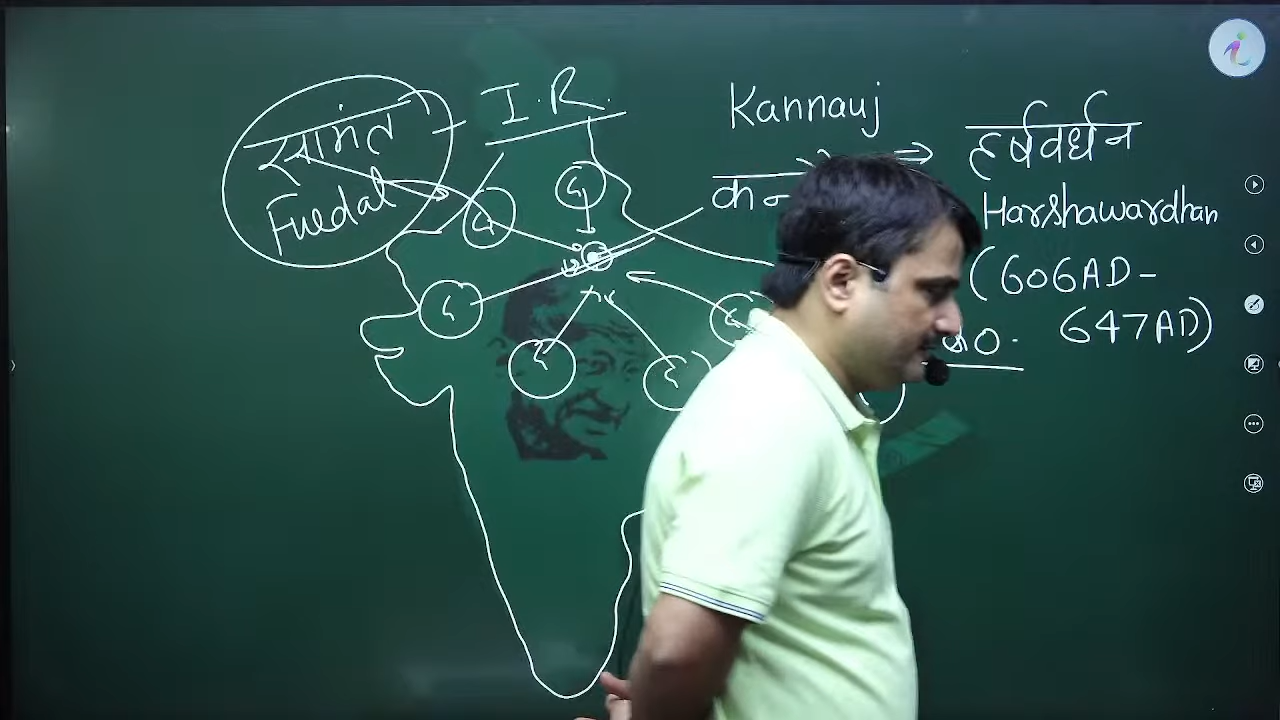 I.R.
सामंत
Fuedal
Kannauj
हर्षवर्धन
Harshawardhan
(606AD-
647AD)